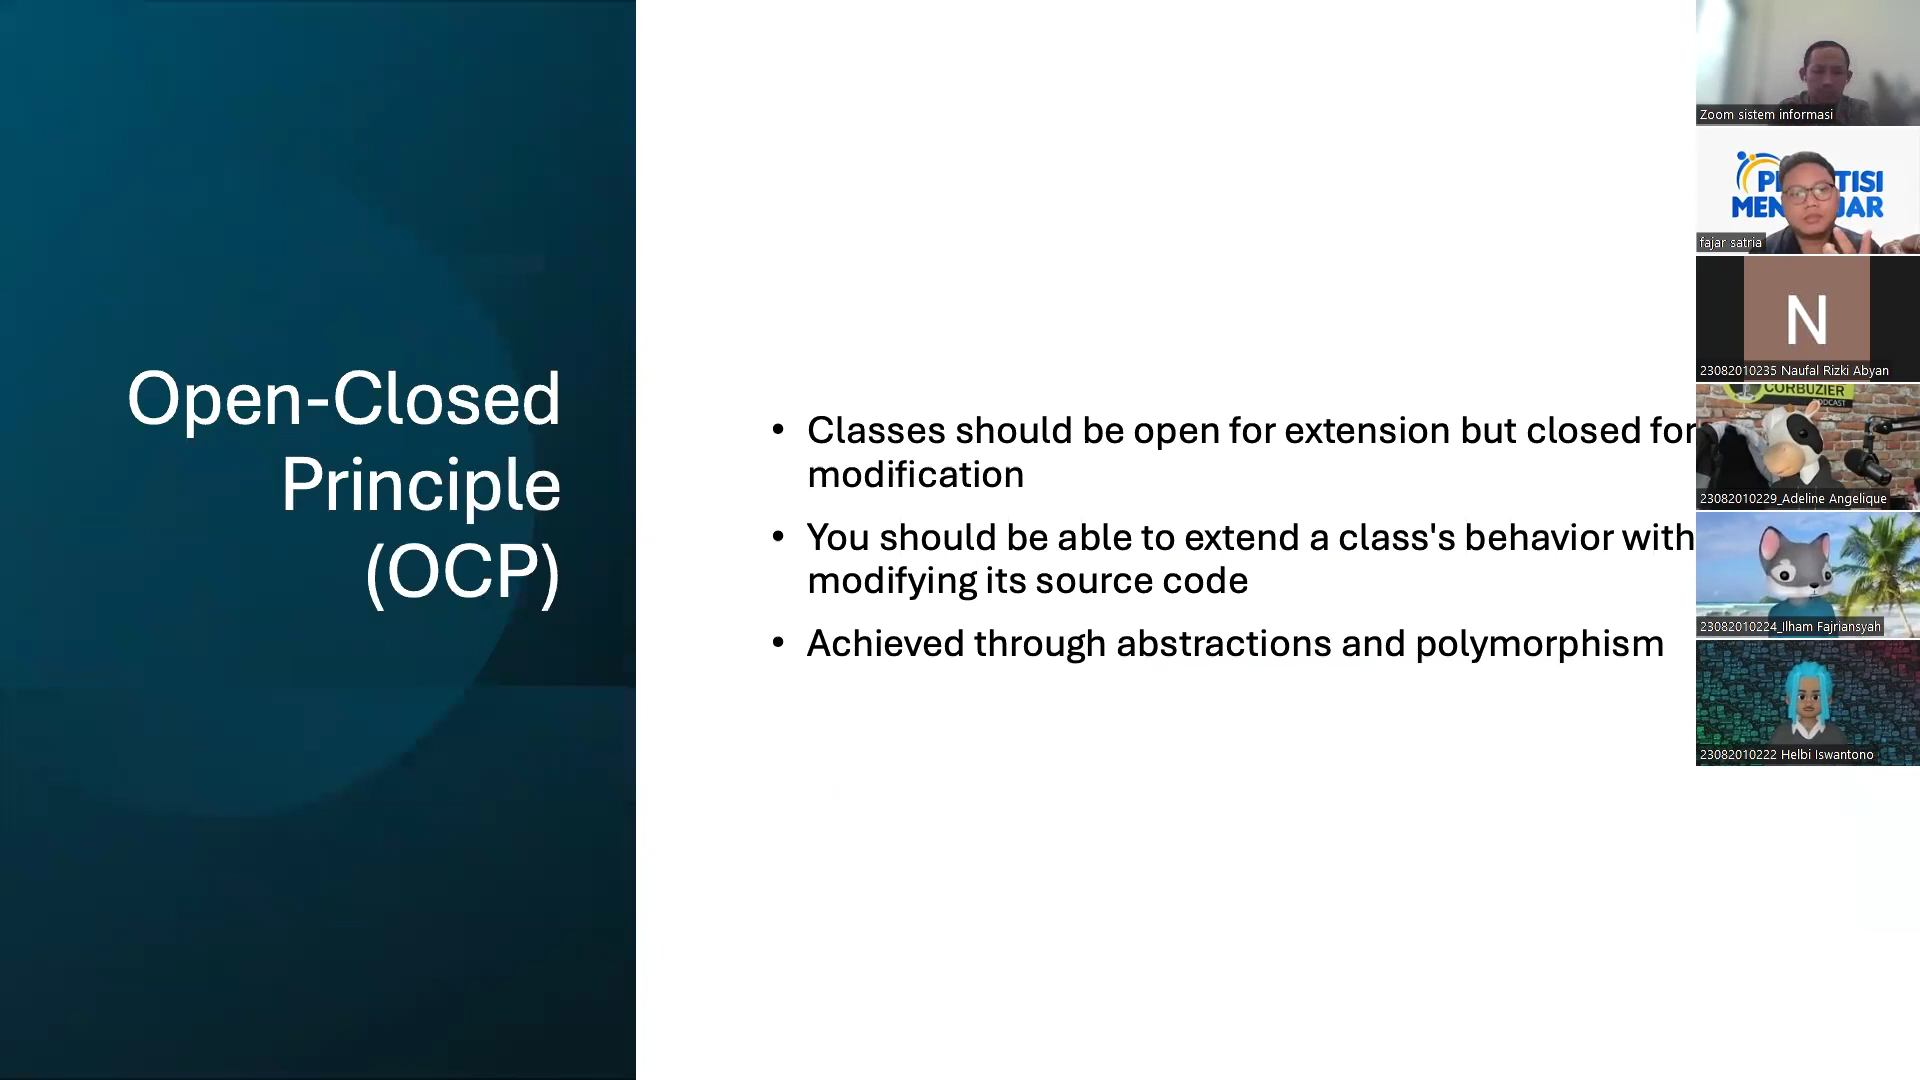 Open-Closed
Principle
(OCP)
• Classes should be open for extension but closed for
modification
• You should be able to extend a class's behavior with
modifying its source code
• Achieved through abstractions and polymorphism
Zoom sistem informasi
fajar satria
N
23082010235 Naufal Rizki Abyan
CORBUZIER
PODCAST
23082010229_Adeline Angelique
23082010224_Ilham Fajriansyah
23082010222 Helbi Iswantono